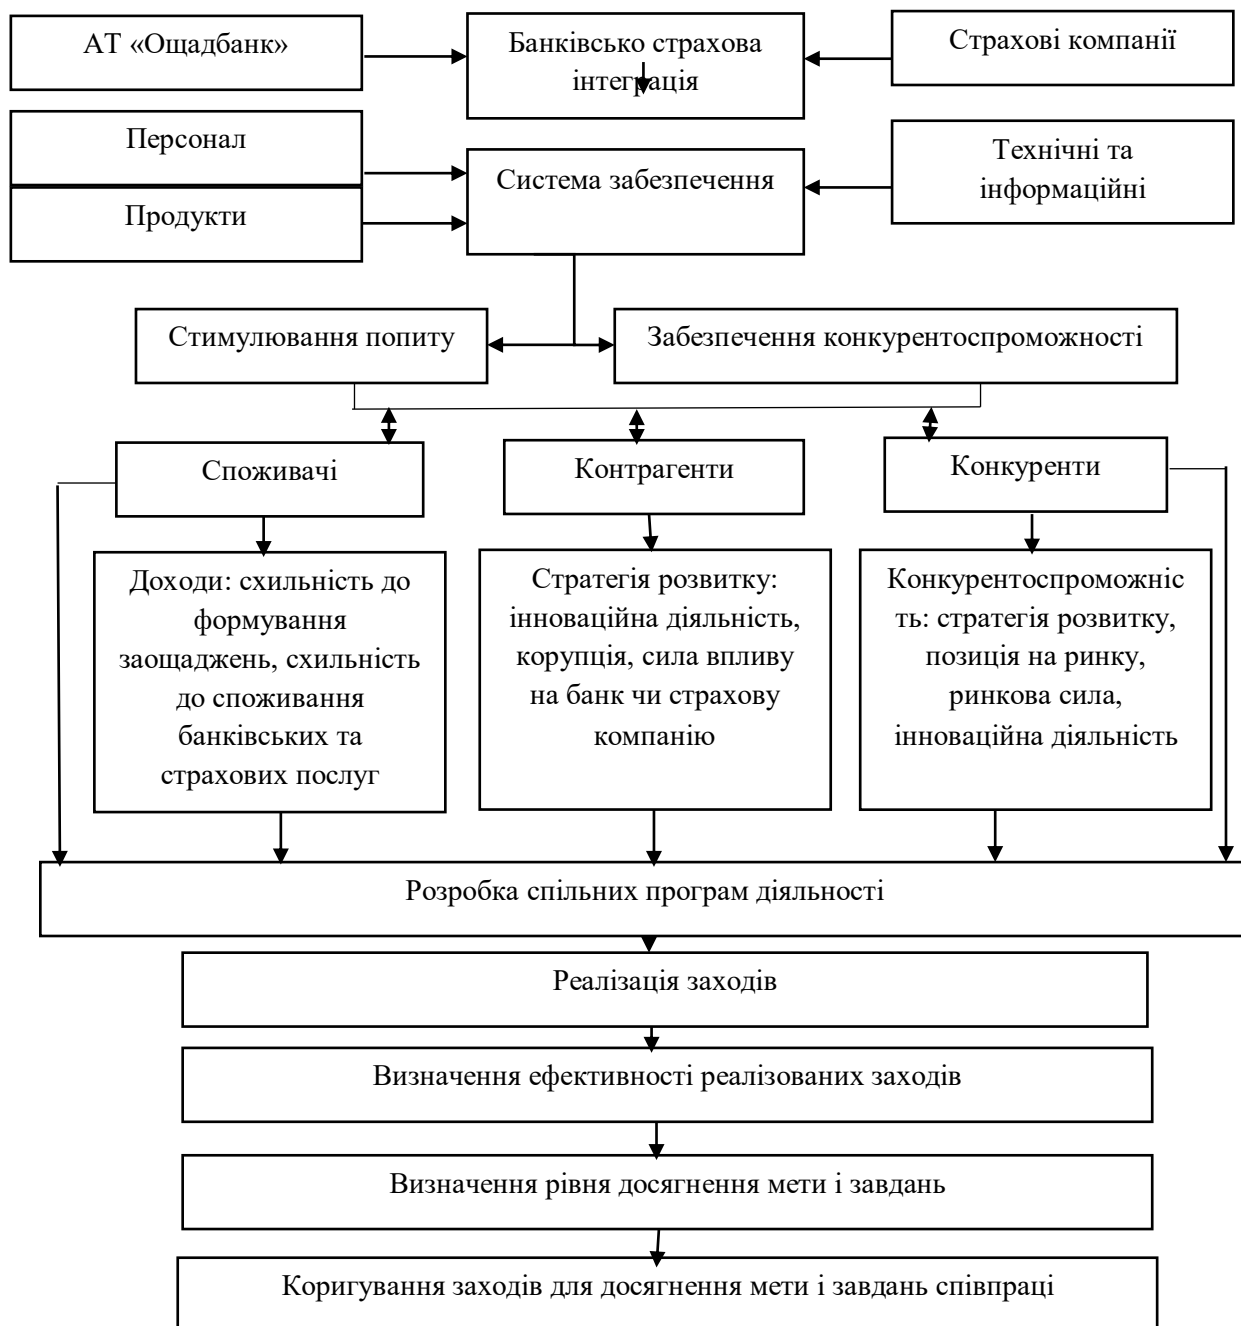 АТ «Ощадбанк»
Банківсько страхова
інтеграція
Страхові компанії
Персонал
Продукти
Система забезпечення
Технічні та
інформаційні
Стимулювання попиту
Забезпечення конкурентоспроможності
Споживачі
Контрагенти
Конкуренти
Доходи: схильність до
формування
заощаджень, схильність
до споживання
банківських та
страхових послуг
Стратегія розвитку:
інноваційна діяльність,
корупція, сила впливу
на банк чи страхову
компанію
Конкурентоспроможніс
ть: стратегія розвитку,
позиція на ринку,
ринкова сила,
інноваційна діяльність
Розробка спільних програм діяльності
Реалізація заходів
Визначення ефективності реалізованих заходів
Визначення рівня досягнення мети і завдань
Коригування заходів для досягнення мети і завдань співпраці